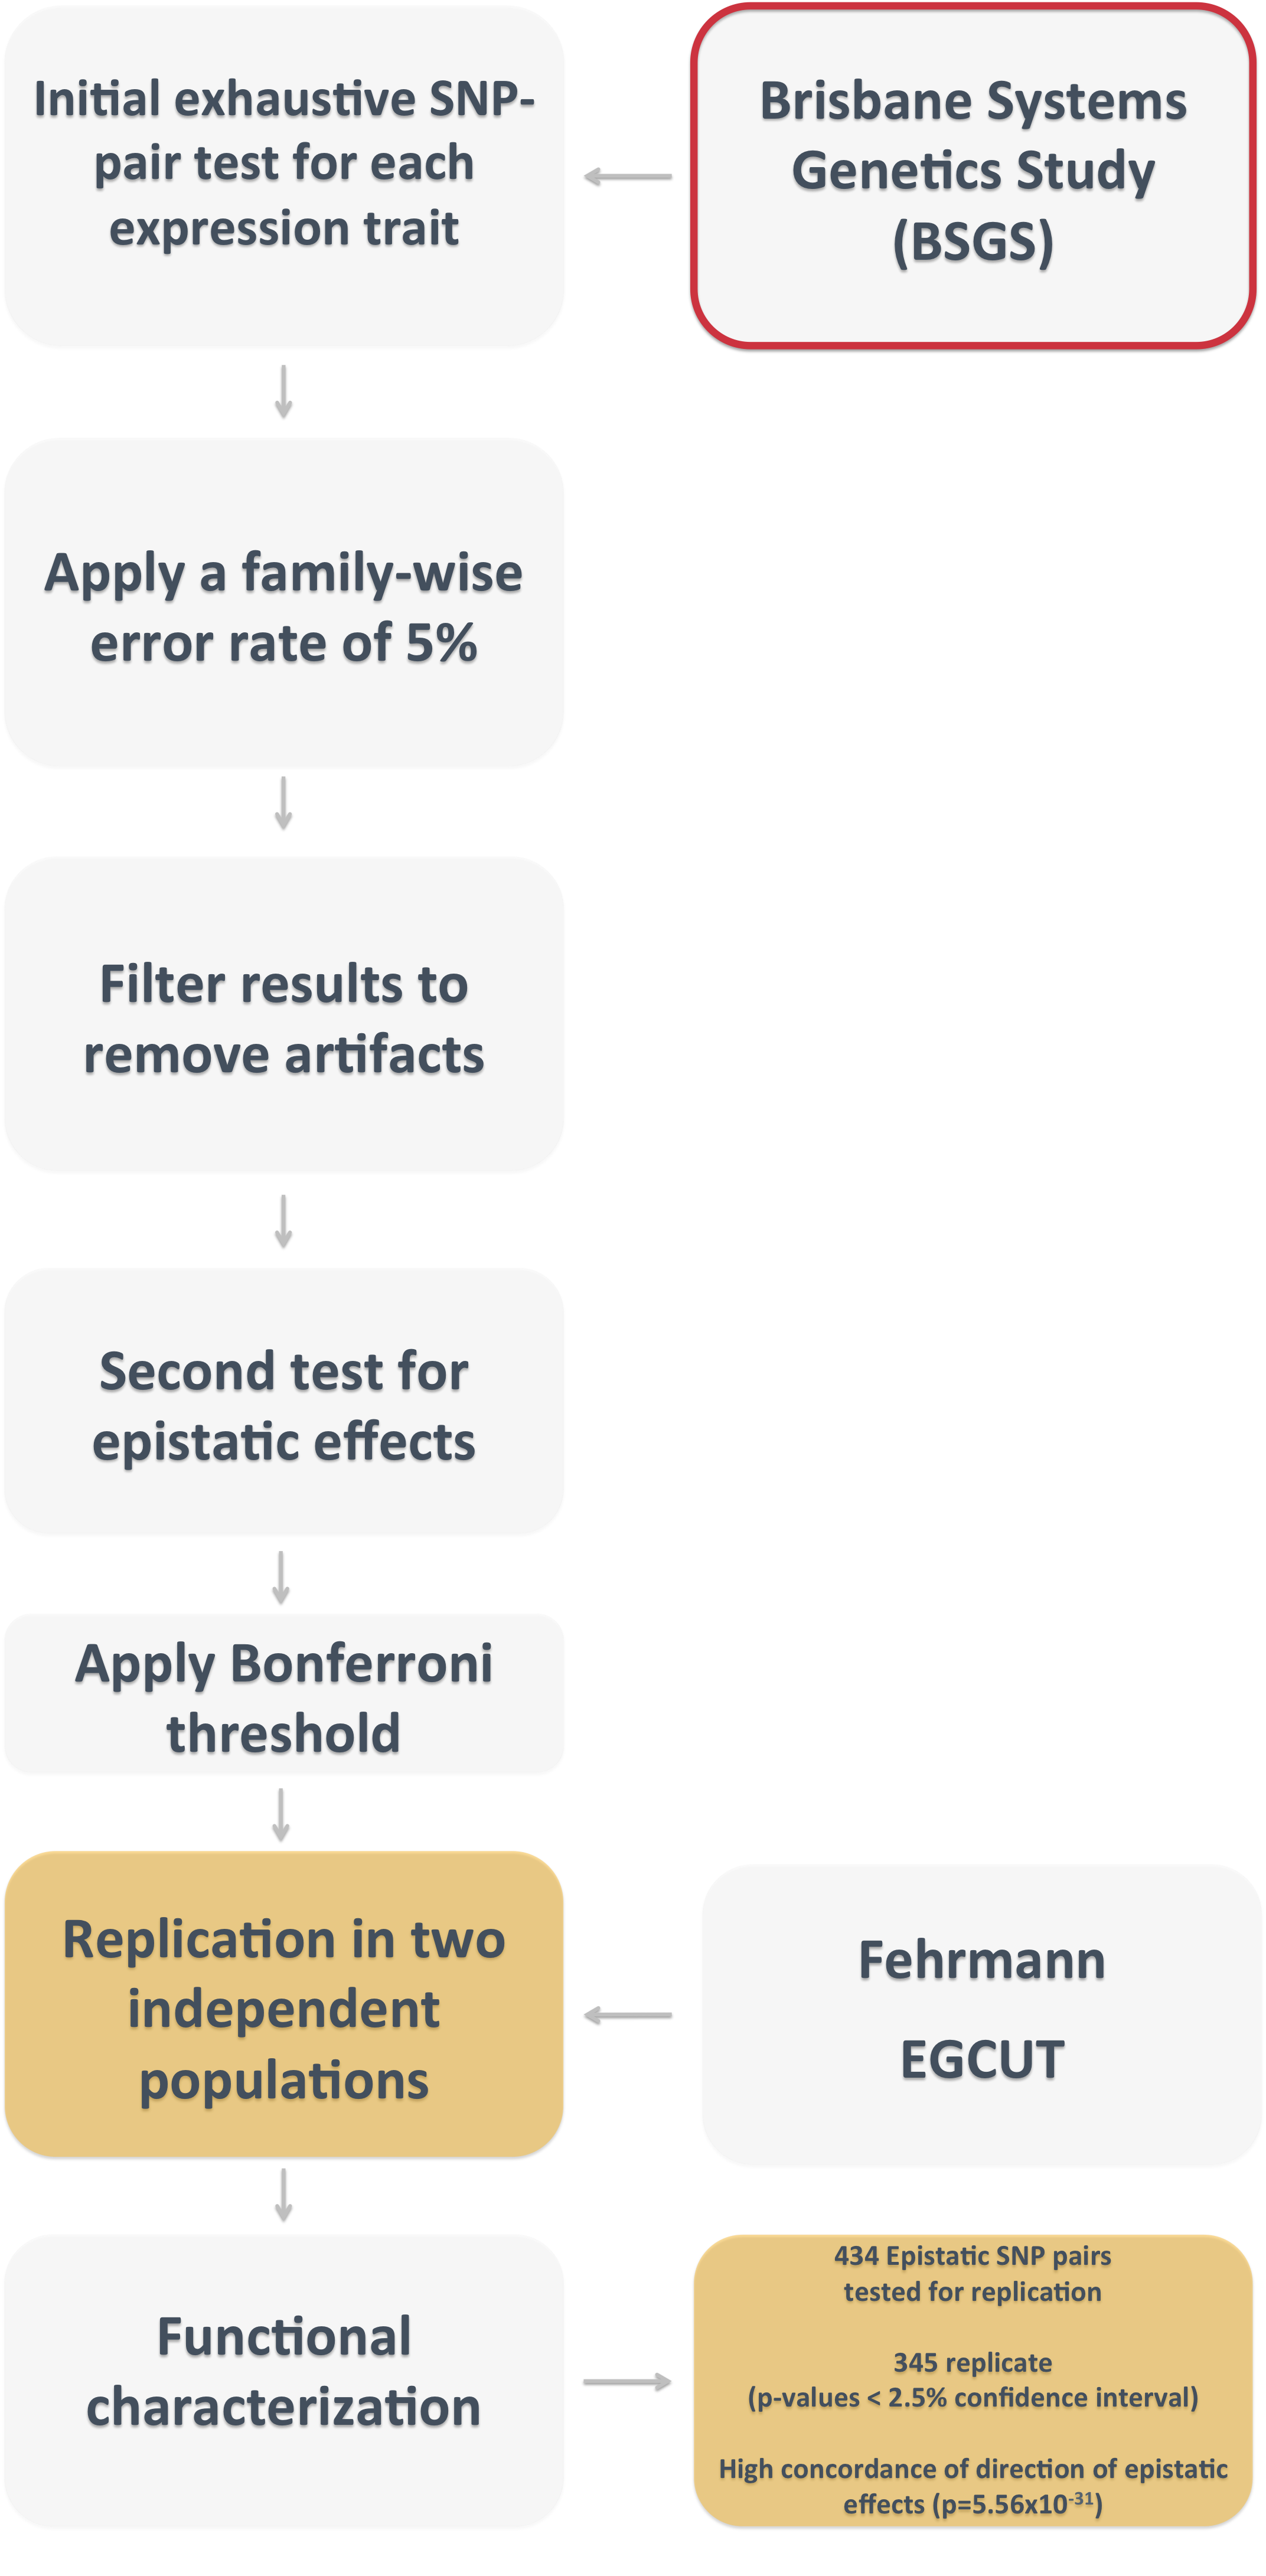 Initial exhaustive SNP-
pair test for each
expression trait
Brisbane Systems
Genetics Study
(BSGS)
Apply a family-wise
error rate of 5%
Filter results to
remove artifacts
Second test for
epistatic effects
Apply Bonferroni
threshold
Replication in two
independent
populations
Fehrmann
EGCUT
Functional
characterization
434 Epistatic SNP pairs
tested for replication
345 replicate
(p-values < 2.5% confidence interval)
High concordance of direction of epistatic
effects (p=5.56x10⁻³¹)